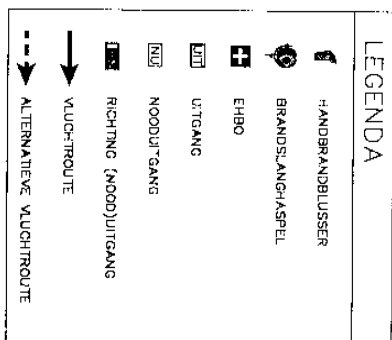 LEGENDA
HANDBRANDBLUSSER
BRANDSLANGHASPEL
EHBO
UIT UITGANG
NU NOODUITGANG
RICHTING (NOOD)UITGANG
VLUCHTROUTE
ALTERNATIEVE VLUCHTROUTE